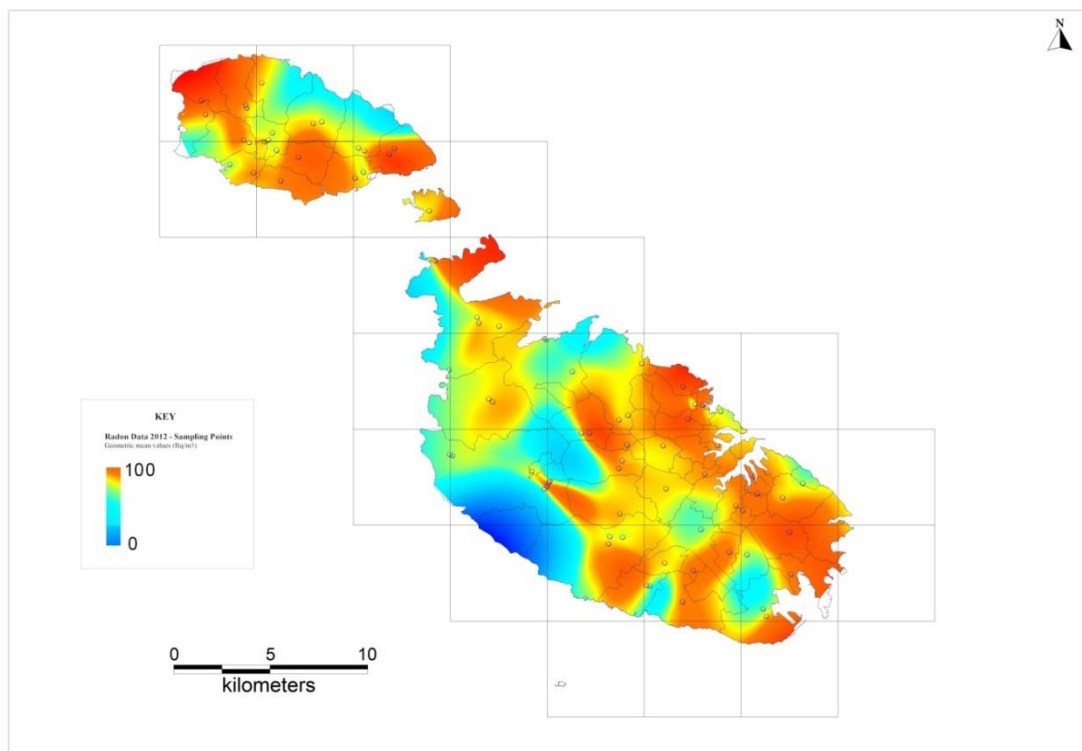 N
KEY
Radon Data 2012 - Sampling Points
Geometric mean values (Bq/m3)
100
0
0 5 10
kilometers